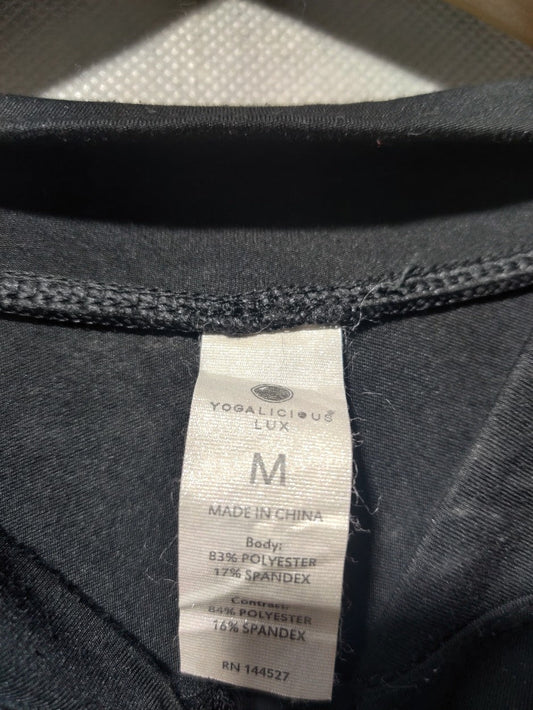 YOGALICIOUS
LUX
M
MADE IN CHINA
Body:
83% POLYESTER
17% SPANDEX
Contrast:
84% POLYESTER
16% SPANDEX
RN 144527